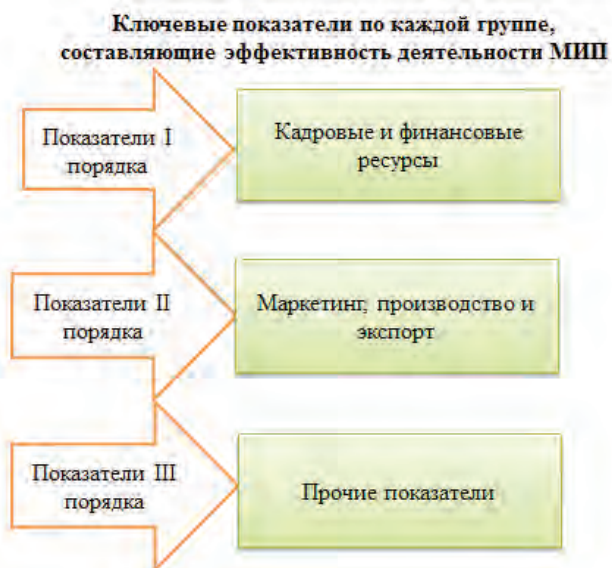 Ключевые показатели по каждой группе,
составляющие эффективность деятельности МИП
Показатели I
порядка
Кадровые и финансовые
ресурсы
Показатели II
порядка
Маркетинг, производство и
экспорт
Показатели III
порядка
Прочие показатели